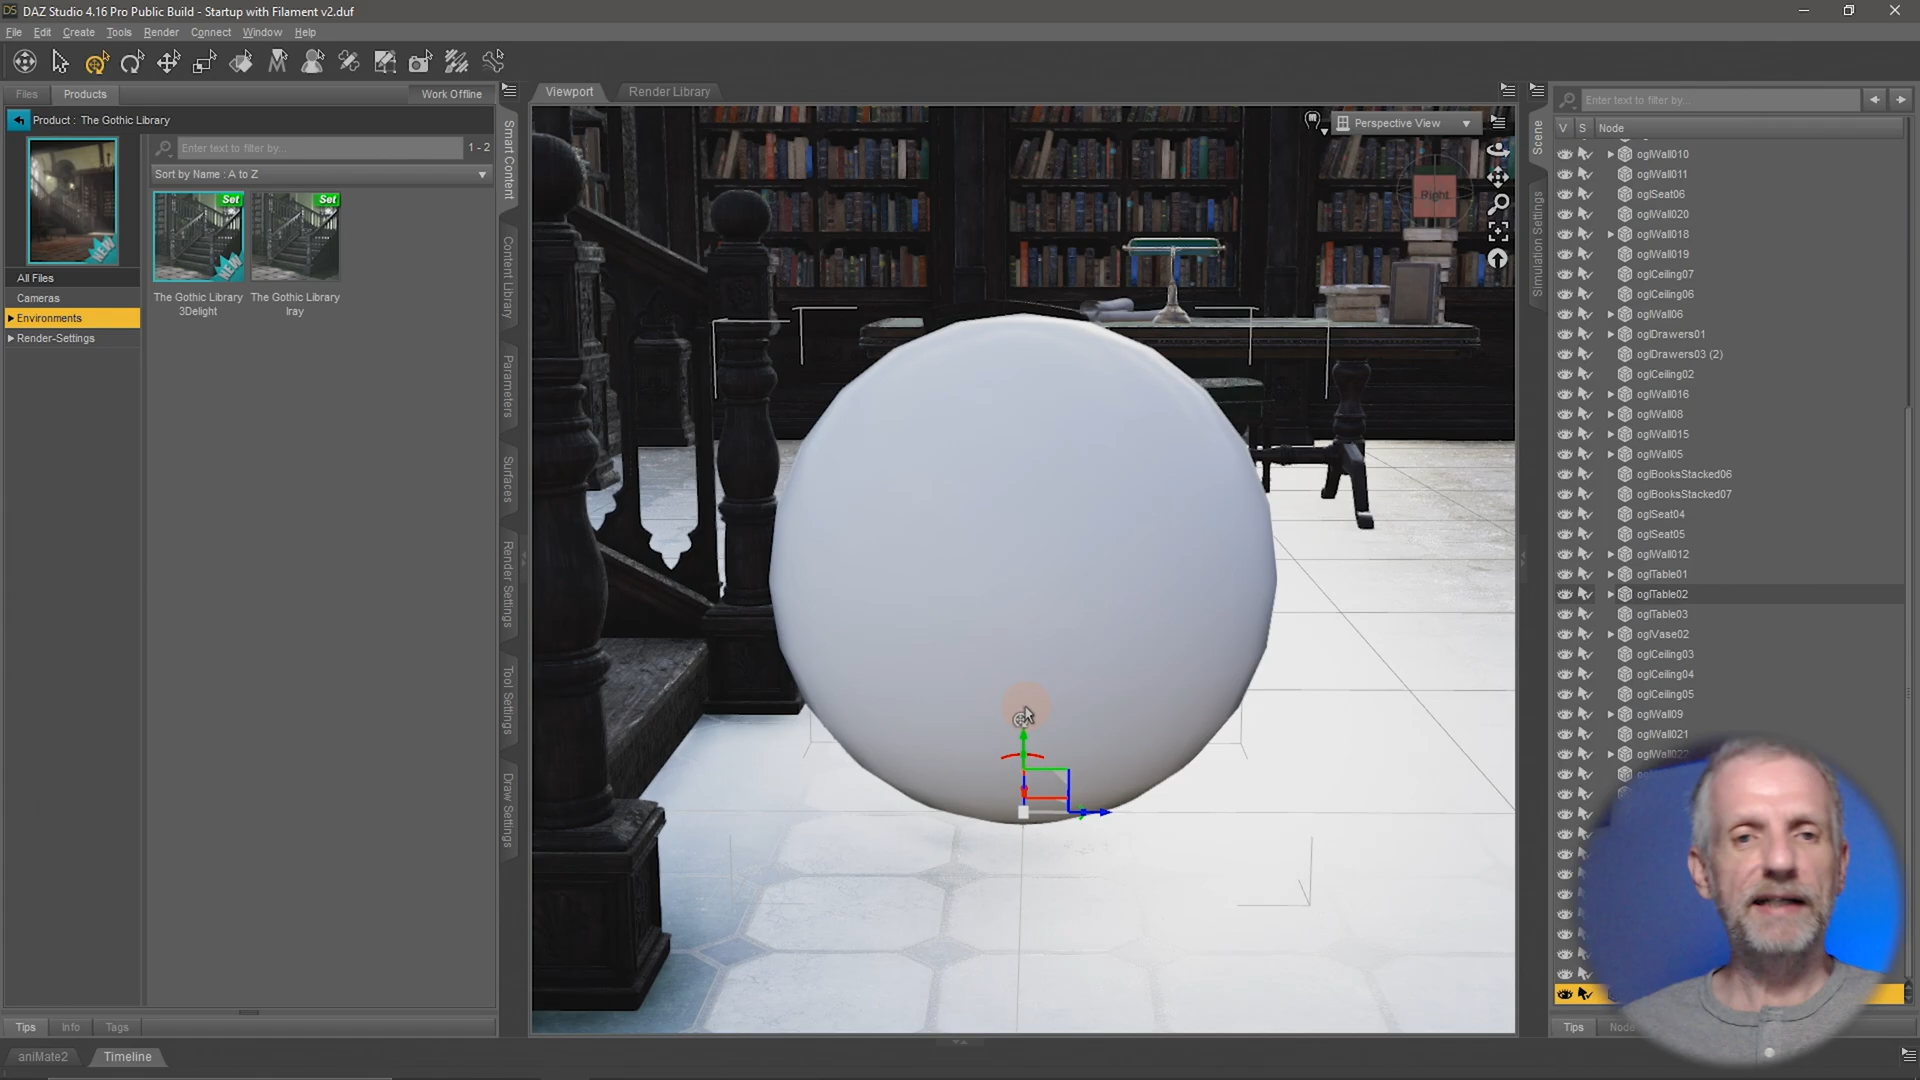 DS DAZ Studio 4.16 Pro Public Build - Startup with Filament v2.duf
File Edit Create Tools Render Connect Window Help
Files Products Work Offline
Viewport Render Library
Product : The Gothic Library
Enter text to filter by...
1 - 2
Sort by Name : A to Z
Set
Set
NEW
NEW
The Gothic Library 3Delight
The Gothic Library Iray
All Files
Cameras
Environments
Render-Settings
Smart Content
Content Library
Parameters
Surfaces
Render Settings
Tool Settings
Draw Settings
Perspective View
Right
Scene
Simulation Settings
Enter text to filter by...
V S Node
oglWall010
oglWall011
oglSeat06
oglWall020
oglWall018
oglWall019
oglCeiling07
oglCeiling06
oglWall06
oglDrawers01
oglDrawers03 (2)
oglCeiling02
oglWall016
oglWall08
oglWall015
oglWall05
oglBooksStacked06
oglBooksStacked07
oglSeat04
oglSeat05
oglWall012
oglTable01
oglTable02
oglTable03
oglVase02
oglCeiling03
oglCeiling04
oglCeiling05
oglWall09
oglWall021
oglWall022
Tips Info Tags
Tips Node
aniMate2 Timeline